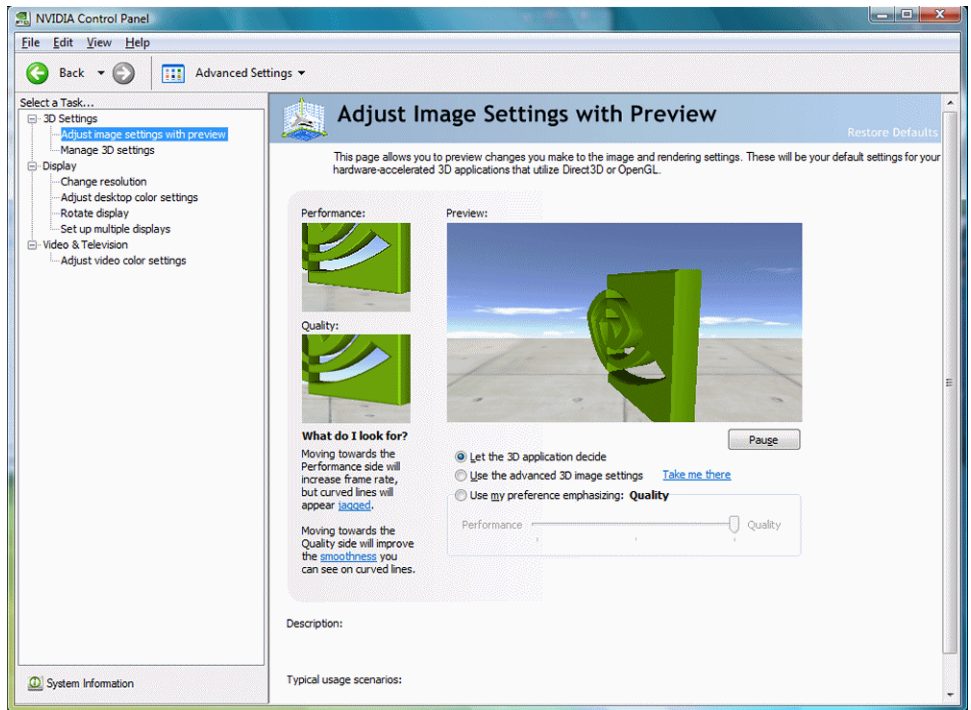 NVIDIA Control Panel
File Edit View Help
Back Advanced Settings
Select a Task...
3D Settings
Adjust image settings with preview
Manage 3D settings
Display
Change resolution
Adjust desktop color settings
Rotate display
Set up multiple displays
Video & Television
Adjust video color settings
System Information
Adjust Image Settings with Preview
Restore Defaults
This page allows you to preview changes you make to the image and rendering settings. These will be your default settings for your
hardware-accelerated 3D applications that utilize Direct3D or OpenGL.
Performance:
Quality:
What do I look for?
Moving towards the
Performance side will
increase frame rate,
but curved lines will
appear jagged.
Moving towards the
Quality side will improve
the smoothness you
can see on curved lines.
Preview:
Pause
Let the 3D application decide
Use the advanced 3D image settings Take me there
Use my preference emphasizing: Quality
Performance Quality
Description:
Typical usage scenarios: